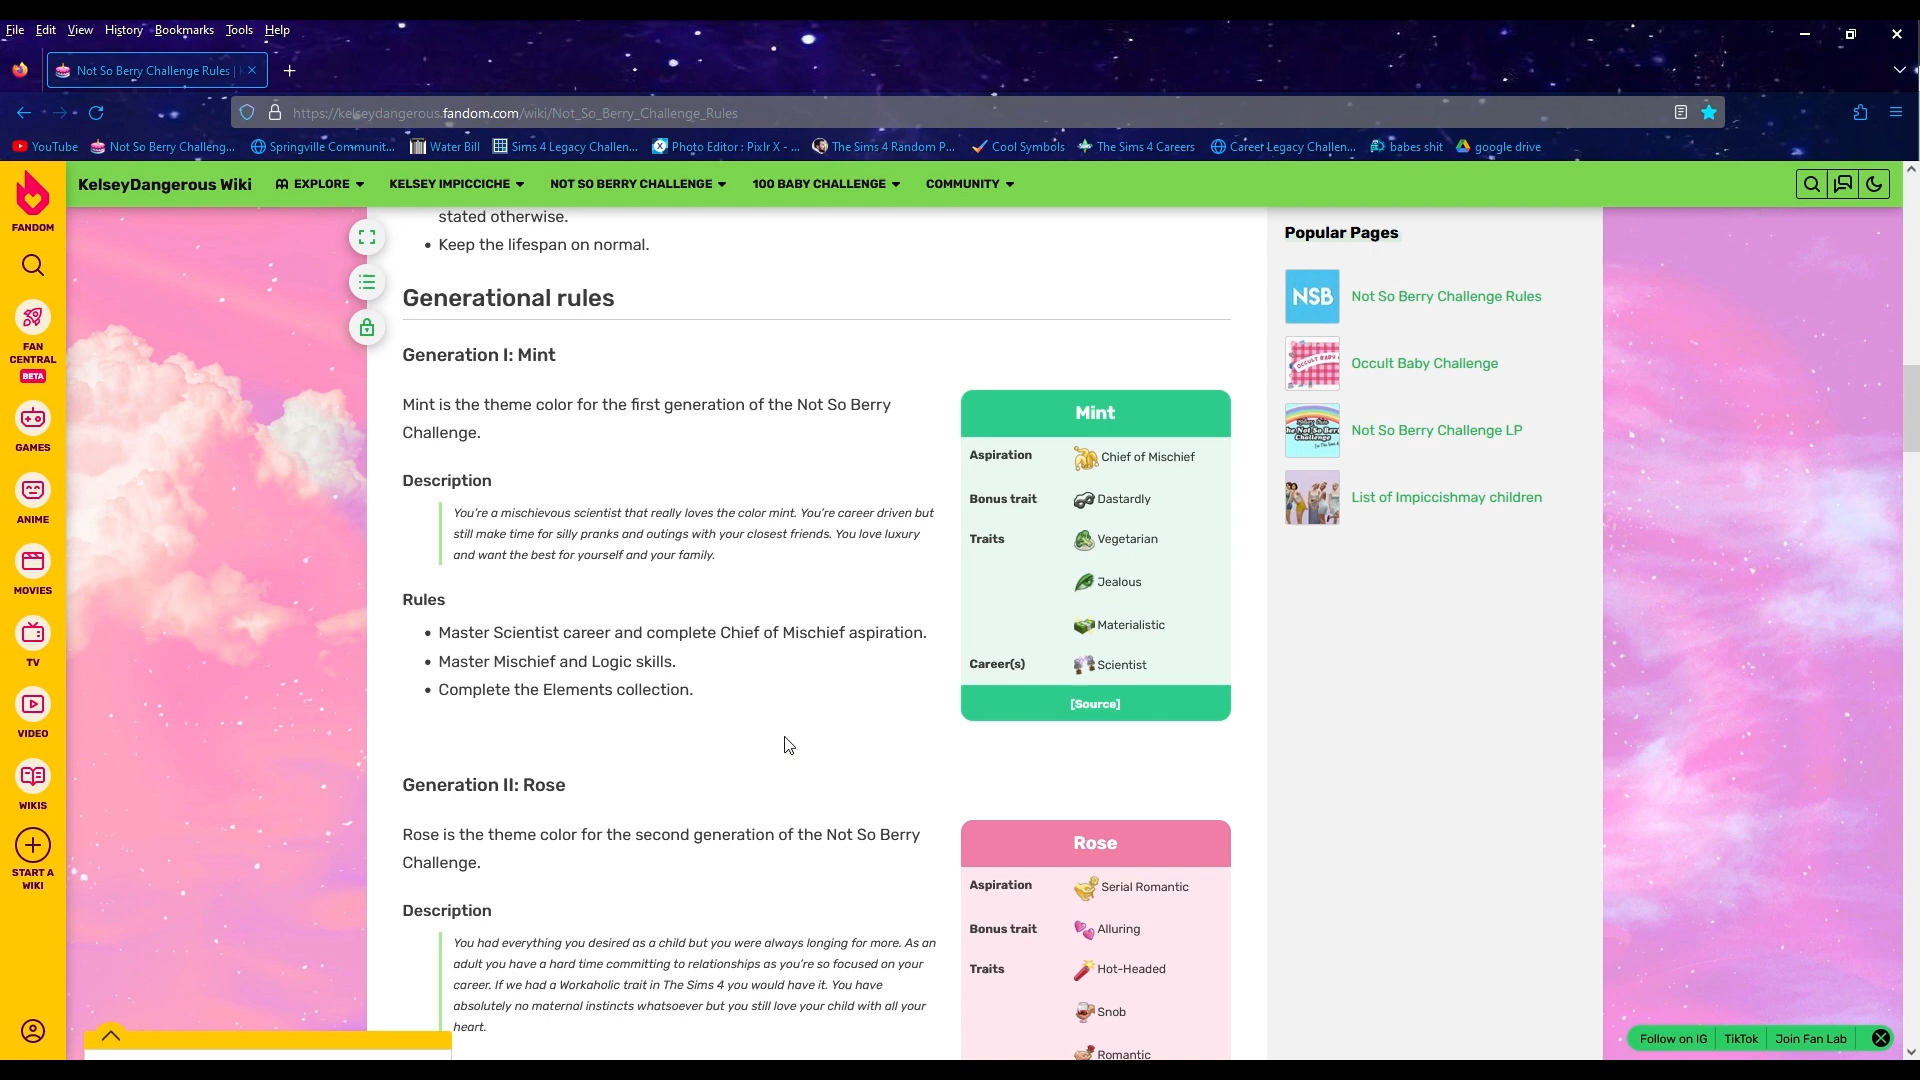 File Edit View History Bookmarks Tools Help
Not So Berry Challenge Rules |
https://kelseydangerous.fandom.com/wiki/Not_So_Berry_Challenge_Rules
YouTube Not So Berry Challeng... Springville Communit... Water Bill Sims 4 Legacy Challen... Photo Editor : Pixlr X - ... The Sims 4 Random P... Cool Symbols The Sims 4 Careers Career Legacy Challen... babes shit google drive
KelseyDangerous Wiki EXPLORE KELSEY IMPICCICHE NOT SO BERRY CHALLENGE 100 BABY CHALLENGE COMMUNITY
FANDOM
FAN
CENTRAL
BETA
GAMES
ANIME
MOVIES
TV
VIDEO
WIKIS
START A
WIKI
stated otherwise.
• Keep the lifespan on normal.
Generational rules
Generation I: Mint
Mint is the theme color for the first generation of the Not So Berry
Challenge.
Description
You're a mischievous scientist that really loves the color mint. You're career driven but
still make time for silly pranks and outings with your closest friends. You love luxury
and want the best for yourself and your family.
Rules
• Master Scientist career and complete Chief of Mischief aspiration.
• Master Mischief and Logic skills.
• Complete the Elements collection.
Mint
Aspiration Chief of Mischief
Bonus trait Dastardly
Traits Vegetarian
Jealous
Materialistic
Career(s) Scientist
[Source]
Generation II: Rose
Rose is the theme color for the second generation of the Not So Berry
Challenge.
Description
You had everything you desired as a child but you were always longing for more. As an
adult you have a hard time committing to relationships as you're so focused on your
career. If we had a Workaholic trait in The Sims 4 you would have it. You have
absolutely no maternal instincts whatsoever but you still love your child with all your
heart.
Rose
Aspiration Serial Romantic
Bonus trait Alluring
Traits Hot-Headed
Snob
Romantic
Popular Pages
NSB
Not So Berry Challenge Rules
OCCULT BABY
Occult Baby Challenge
Not So Berry Challenge LP
List of Impiccishmay children
Follow on IG TikTok Join Fan Lab